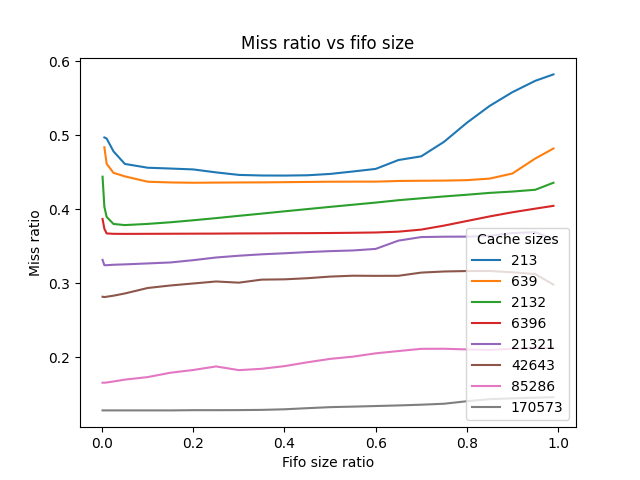 Miss ratio vs fifo size
0.6
0.5
0.4
0.3
0.2
Miss ratio
Cache sizes
213
639
2132
6396
21321
42643
85286
170573
0.0 0.2 0.4 0.6 0.8 1.0
Fifo size ratio